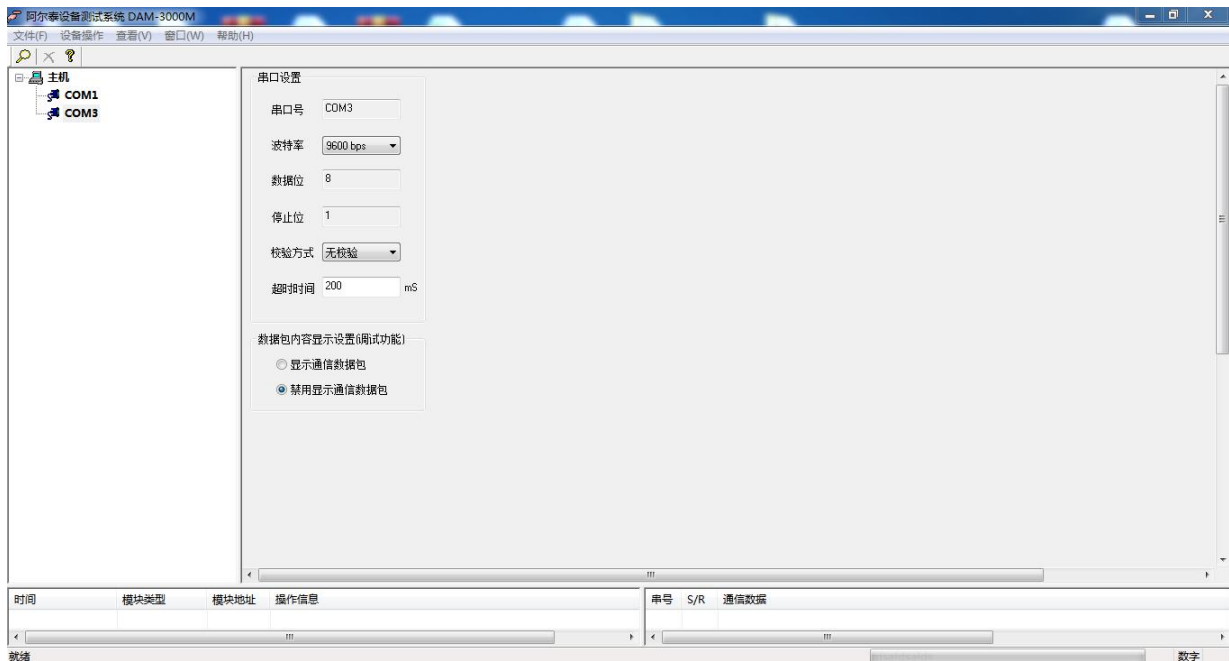 阿尔泰设备测试系统 DAM-3000M
文件(F) 设备操作 查看(V) 窗口(W) 帮助(H)
主机
COM1
COM3
串口设置
串口号 COM3
波特率 9600 bps
数据位 8
停止位 1
校验方式 无校验
超时时间 200 mS
数据包内容显示设置(调试功能)
显示通信数据包
禁用显示通信数据包
时间 模块类型 模块地址 操作信息
串号 S/R 通信数据
就绪
数字